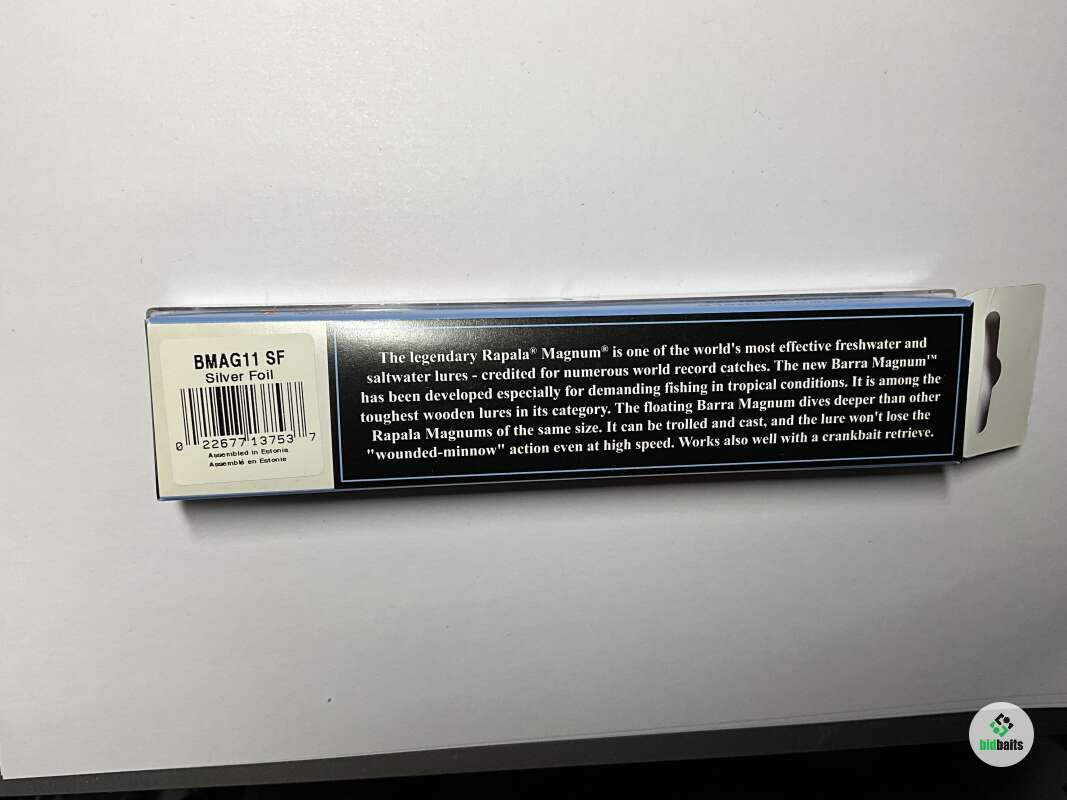 BMAG11 SF
Silver Foil
0 22677 13753 7
Assembled in Estonia
Assemblé en Estonie
The legendary Rapala® Magnum® is one of the world's most effective freshwater and
saltwater lures - credited for numerous world record catches. The new Barra Magnum™
has been developed especially for demanding fishing in tropical conditions. It is among the
toughest wooden lures in its category. The floating Barra Magnum dives deeper than other
Rapala Magnums of the same size. It can be trolled and cast, and the lure won't lose the
"wounded-minnow" action even at high speed. Works also well with a crankbait retrieve.
bidbaits